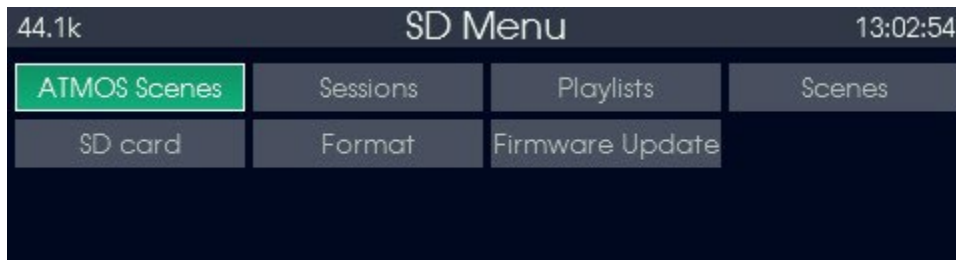 44.1k SD Menu 13:02:54
ATMOS Scenes Sessions Playlists Scenes
SD card Format Firmware Update